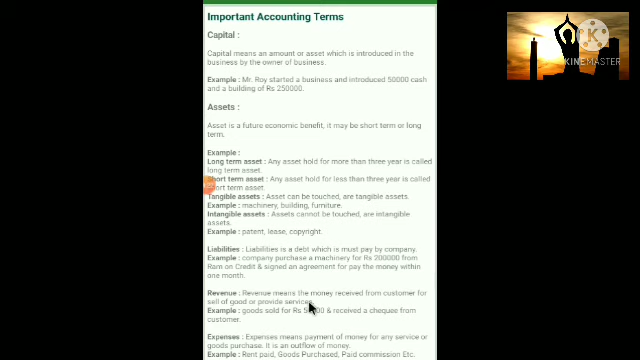 Important Accounting Terms
Capital :
Capital means an amount or asset which is introduced in the
business by the owner of business.
Example : Mr. Roy started a business and introduced 50000 cash
and a building of Rs 250000.
Assets :
Asset is a future economic benefit, it may be short term or long
term.
Example :
Long term asset : Any asset hold for more than three year is called
long term asset.
Short term asset : Any asset hold for less than three year is called
short term asset.
Tangible assets : Asset can be touched, are tangible assets.
Example : machinery, building, furniture.
Intangible assets : Assets cannot be touched, are intangible
assets.
Example : patent, lease, copyright.
Liabilities : Liabilities is a debt which is must pay by company.
Example : company purchase a machinery for Rs 200000 from
Ram on Credit & signed an agreement for pay the money within
one month.
Revenue : Revenue means the money received from customer for
sell of good or provide services.
Example : goods sold for Rs & received a chequee from
customer.
Expenses : Expenses means payment of money for any service or
goods purchase. It is an outflow of money.
Example : Rent paid, Goods Purchased, Paid commission Etc.
K
KINEMASTER